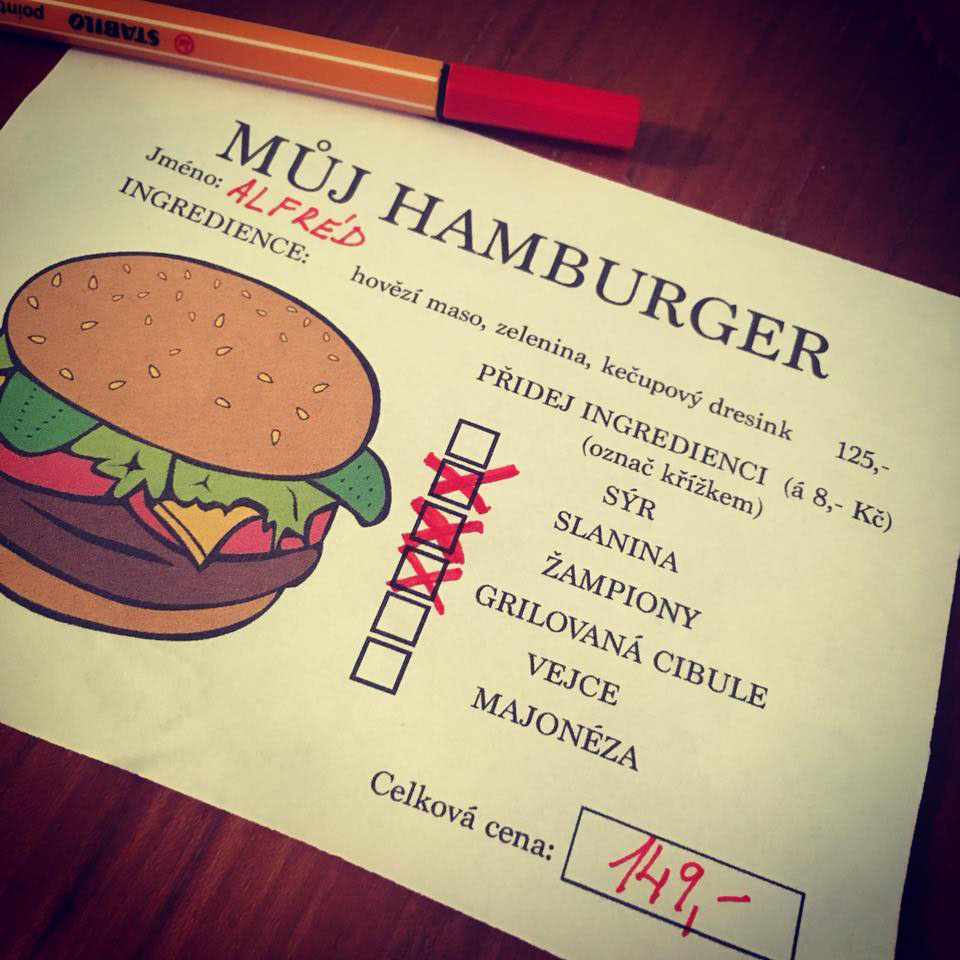 STABILO point
MŮJ HAMBURGER
Jméno: ALFRÉD
INGREDIENCE:
hovězí maso, zelenina, kečupový dresink 125,-
PŘIDEJ INGREDIENCI (á 8,- Kč)
(označ křížkem)
SÝR
SLANINA
ŽAMPIONY
GRILOVANÁ CIBULE
VEJCE
MAJONÉZA
Celková cena: 149,-